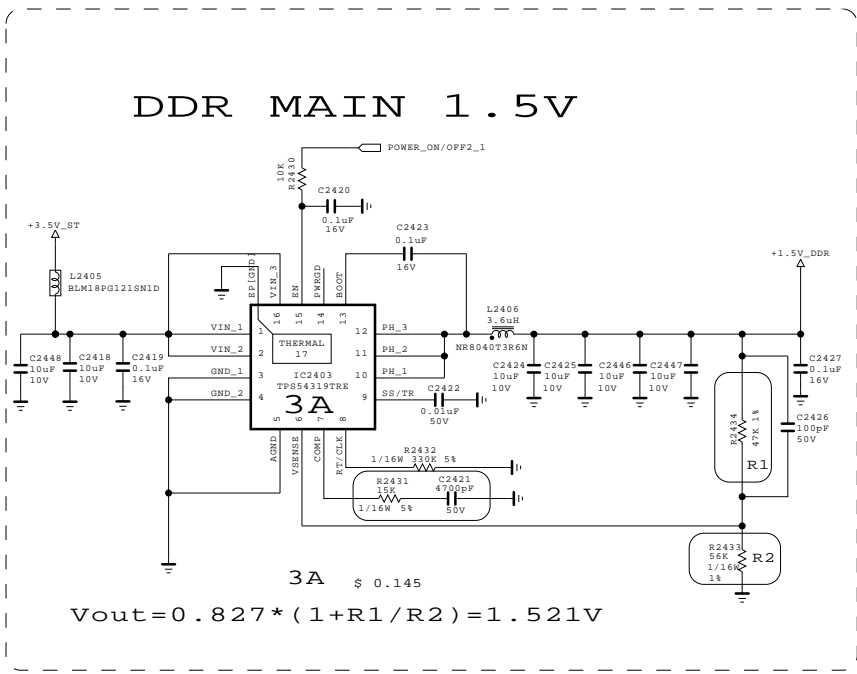 DDR MAIN 1.5V
POWER_ON/OFF2_1
10K
R2430
C2420
0.1uF
16V
C2423
0.1uF
16V
+3.5V_ST
L2405
BLM18PG121SN1D
+1.5V_DDR
EP[GND]
VIN_3
EN
PWRGD
BOOT
16
15
14
13
L2406
3.6uH
NR8040T3R6N
VIN_1
1
VIN_2
2
GND_1
3
GND_2
4
THERMAL
17
IC2403
TPS54319TRE
3A
12
PH_3
11
PH_2
10
PH_1
9
SS/TR
5
6
7
8
AGND
VSENSE
COMP
RT/CLK
C2448
10uF
10V
C2418
10uF
10V
C2419
0.1uF
16V
C2422
0.01uF
50V
C2424
10uF
10V
C2425
10uF
10V
C2446
10uF
10V
C2447
10uF
10V
C2427
0.1uF
16V
R2434
47K 1%
R1
C2426
100pF
50V
R2432
1/16W 330K 5%
R2431
15K
1/16W 5%
C2421
4700pF
50V
R2433
56K
1/16W
1%
R2
3A $ 0.145
Vout=0.827*(1+R1/R2)=1.521V